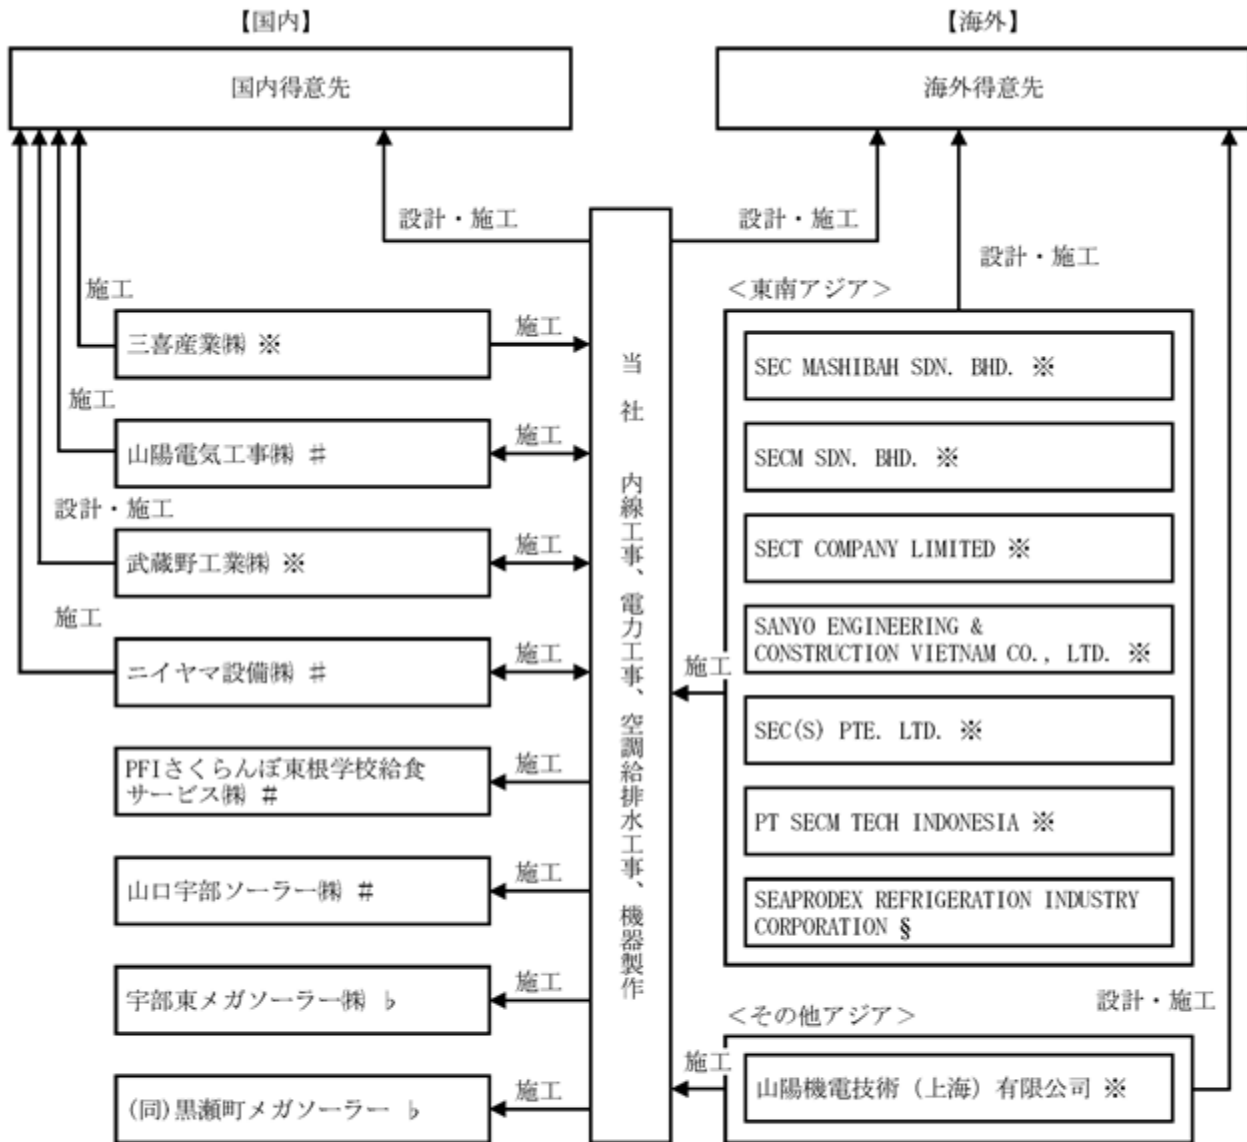 【国内】
【海外】
国内得意先
海外得意先
設計・施工
設計・施工
設計・施工
＜東南アジア＞
施工
三喜産業㈱ ※
施工
施工
山陽電気工事㈱ ＃
施工
設計・施工
武蔵野工業㈱ ※
施工
施工
ニイヤマ設備㈱ ＃
施工
PFIさくらんぼ東根学校給食
サービス㈱ ＃
施工
山口宇部ソーラー㈱ ＃
施工
宇部東メガソーラー㈱ ♭
施工
(同)黒瀬町メガソーラー ♭
施工
当社 内線工事、電力工事、空調給排水工事、機器製作
SEC MASHIBAH SDN. BHD. ※
SECM SDN. BHD. ※
SECT COMPANY LIMITED ※
SANYO ENGINEERING &
CONSTRUCTION VIETNAM CO., LTD. ※
施工
SEC(S) PTE. LTD. ※
PT SECM TECH INDONESIA ※
SEAPRODEX REFRIGERATION INDUSTRY
CORPORATION §
設計・施工
＜その他アジア＞
施工
山陽機電技術（上海）有限公司 ※